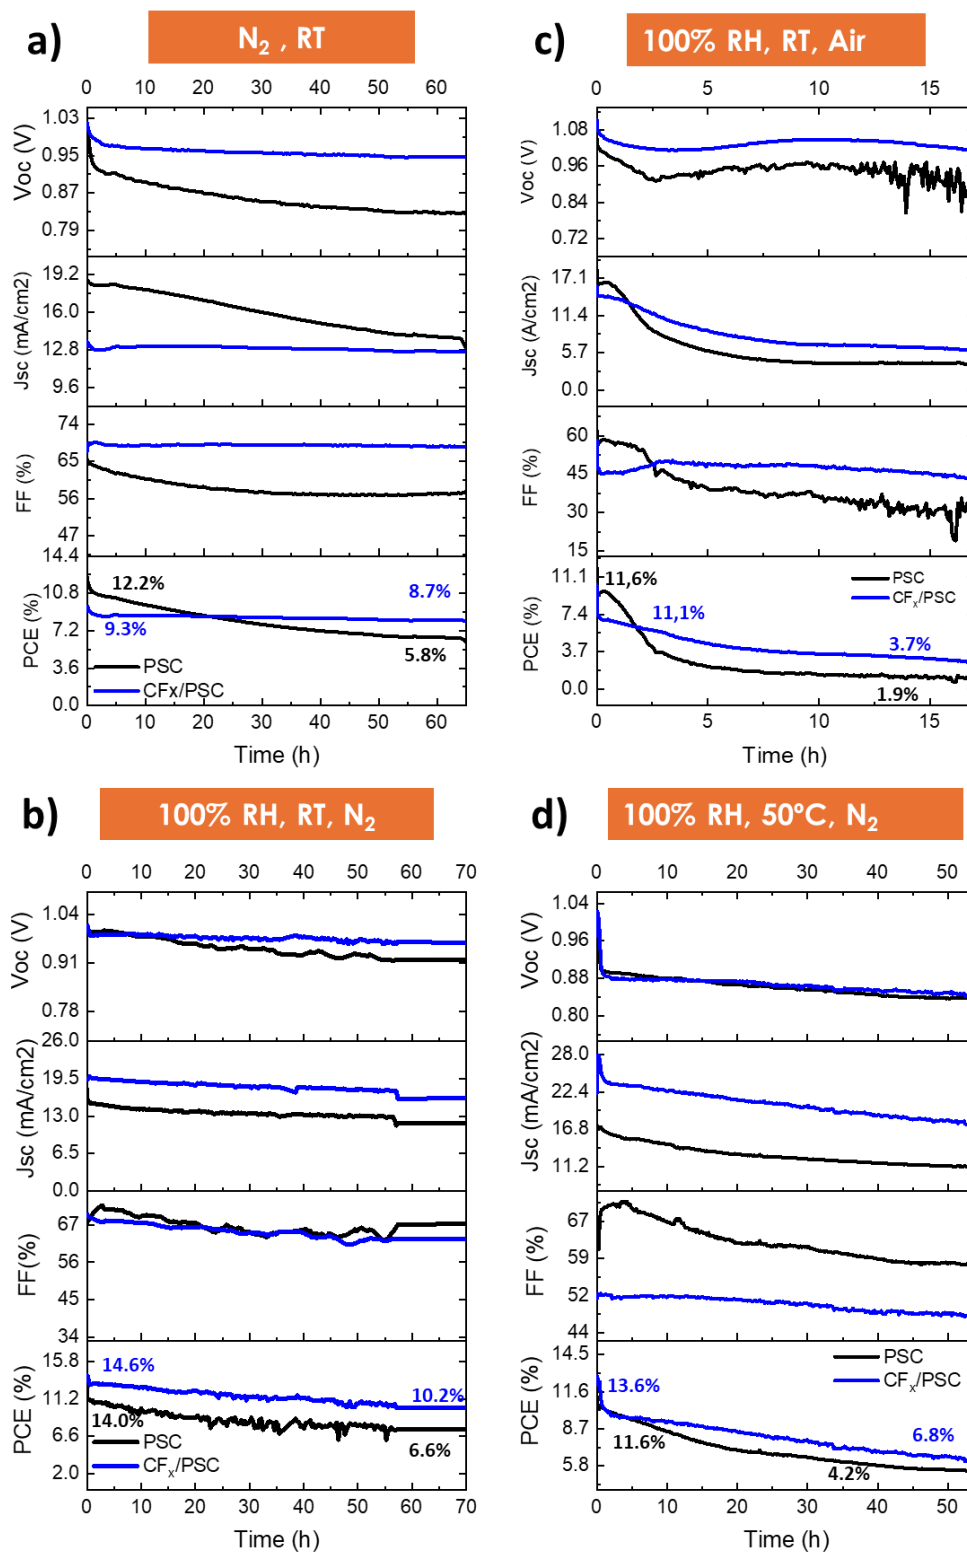 a)
N₂ , RT
0 10 20 30 40 50 60
Voc (V)
1.03
0.95
0.87
0.79
Jsc (mA/cm2)
19.2
16.0
12.8
9.6
FF (%)
74
65
56
47
PCE (%)
14.4
10.8
7.2
3.6
0.0
12.2%
8.7%
9.3%
5.8%
PSC
CFx/PSC
0 10 20 30 40 50 60
Time (h)
c)
100% RH, RT, Air
0 5 10 15
Voc (V)
1.08
0.96
0.84
0.72
Jsc (A/cm2)
17.1
11.4
5.7
0.0
FF (%)
60
45
30
15
PCE (%)
11.1
7.4
3.7
0.0
11,6%
11,1%
3.7%
1.9%
PSC
CFₓ/PSC
0 5 10 15
Time (h)
b)
100% RH, RT, N₂
0 10 20 30 40 50 60 70
Voc (V)
1.04
0.91
0.78
Jsc (mA/cm2)
26.0
19.5
13.0
6.5
0.0
FF(%)
67
56
45
34
PCE (%)
15.8
11.2
6.6
2.0
14.6%
10.2%
14.0%
6.6%
PSC
CFₓ/PSC
0 10 20 30 40 50 60 70
Time (h)
d)
100% RH, 50ºC, N₂
0 10 20 30 40 50
Voc (V)
1.04
0.96
0.88
0.80
Jsc (mA/cm2)
28.0
22.4
16.8
11.2
FF (%)
67
59
52
44
PCE (%)
14.5
11.6
8.7
5.8
PSC
CFₓ/PSC
13.6%
6.8%
11.6%
4.2%
0 10 20 30 40 50
Time (h)